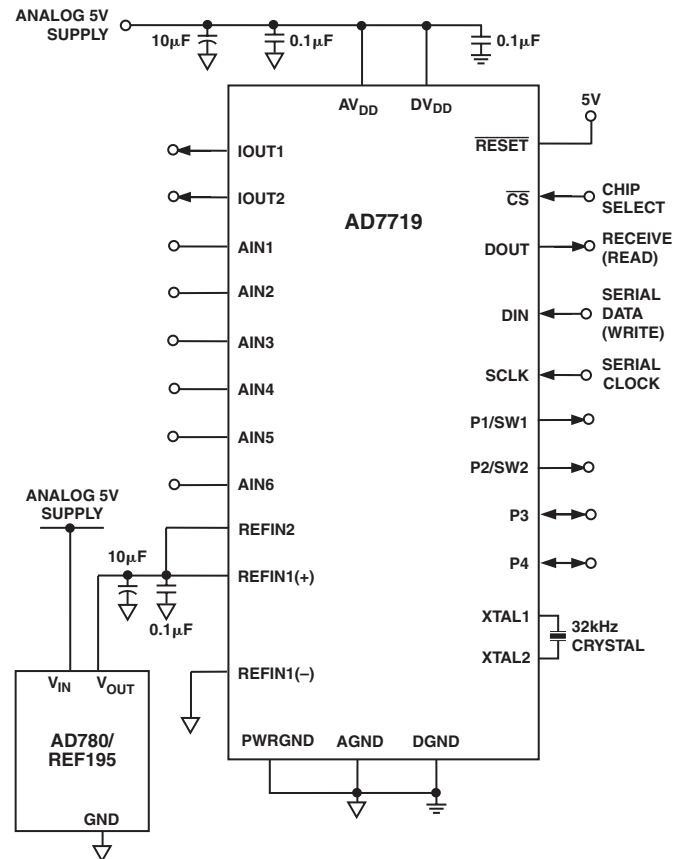 ANALOG 5V
SUPPLY
10µF
0.1µF
0.1µF
AVDD
DVDD
5V
IOUT1
RESET
IOUT2
CS
CHIP
SELECT
AD7719
AIN1
DOUT
RECEIVE
(READ)
AIN2
DIN
SERIAL
DATA
(WRITE)
AIN3
AIN4
SCLK
SERIAL
CLOCK
AIN5
P1/SW1
AIN6
P2/SW2
ANALOG 5V
SUPPLY
REFIN2
P3
10µF
REFIN1(+)
P4
0.1µF
XTAL1
32kHz
CRYSTAL
XTAL2
REFIN1(–)
VIN
VOUT
AD780/
REF195
PWRGND
AGND
DGND
GND